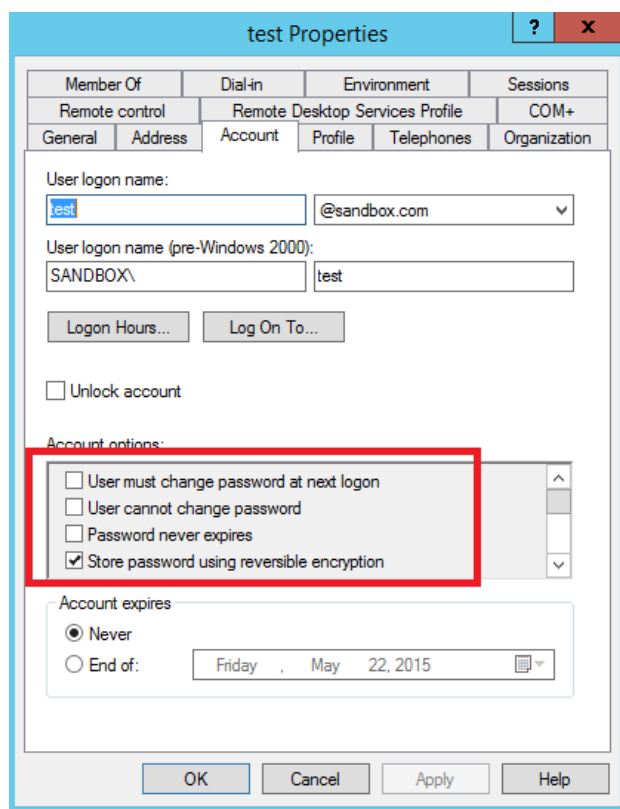 test Properties
?
x
Member Of Dial-in Environment Sessions
Remote control Remote Desktop Services Profile COM+
General Address Account Profile Telephones Organization
User logon name:
test @sandbox.com
User logon name (pre-Windows 2000):
SANDBOX\ test
Logon Hours... Log On To...
Unlock account
Account options:
User must change password at next logon
User cannot change password
Password never expires
Store password using reversible encryption
Account expires
Never
End of: Friday , May 22, 2015
OK Cancel Apply Help